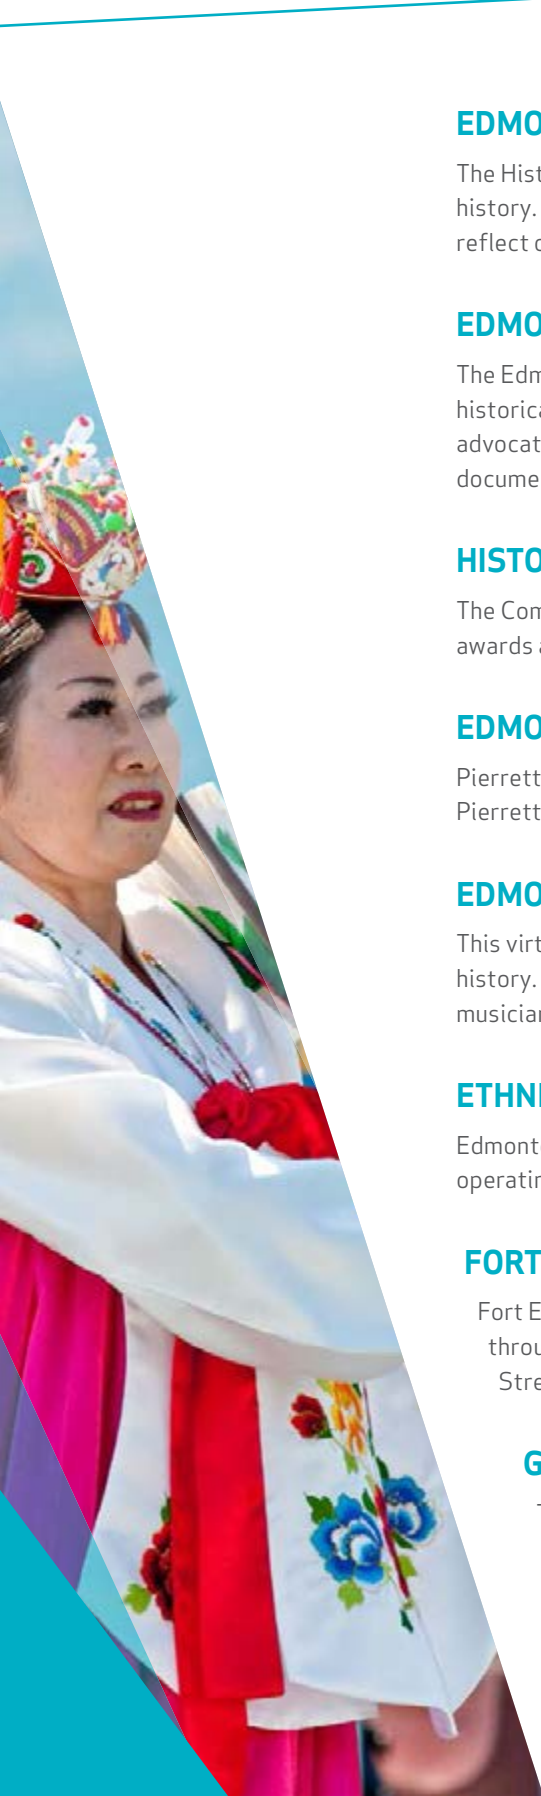 EDMO
The Hist
history.
reflect
EDMO
The Edm
historica
advocat
docume
HISTO
The Com
awards
EDMO
Pierrett
Pierrett
EDMO
This virt
history.
musician
ETHNI
Edmont
operatin
FORT
Fort E
throu
Stre
G